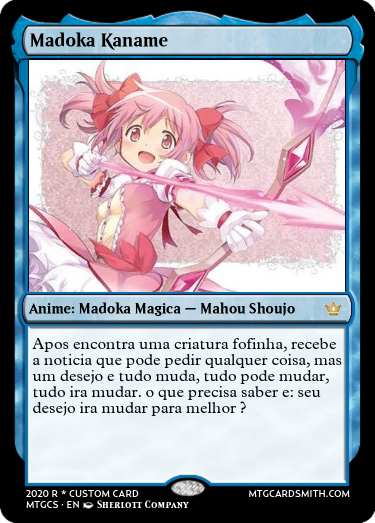 Madoka Kaname
Anime: Madoka Magica — Mahou Shoujo
Apos encontra uma criatura fofinha, recebe
a noticia que pode pedir qualquer coisa, mas
um desejo e tudo muda, tudo pode mudar,
tudo ira mudar. o que precisa saber e: seu
desejo ira mudar para melhor ?
2020 R * CUSTOM CARD
MTGCARDSMITH.COM
MTGCS · EN Sherlott Company